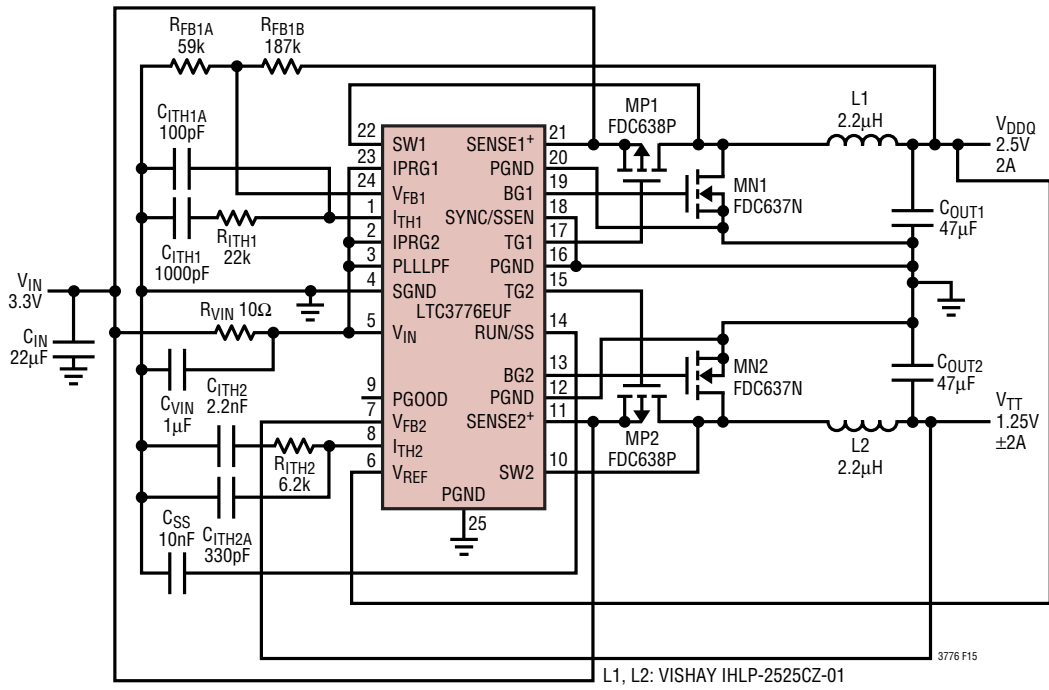 RFB1A
59k
RFB1B
187k
CITH1A
100pF
22
SW1
SENSE1+
21
MP1
FDC638P
L1
2.2µH
VDDQ
2.5V
2A
23
IPRG1
PGND
20
24
VFB1
BG1
19
MN1
FDC637N
CITH1
1000pF
RITH1
22k
1
ITH1
SYNC/SSEN
18
COUT1
47µF
2
IPRG2
TG1
17
3
PLLLPF
PGND
16
VIN
3.3V
4
SGND
TG2
15
LTC3776EUF
RVIN 10Ω
5
VIN
RUN/SS
14
CIN
22µF
BG2
13
MN2
FDC637N
COUT2
47µF
CVIN
1µF
CITH2
2.2nF
9
PGOOD
PGND
12
7
VFB2
SENSE2+
11
MP2
FDC638P
L2
2.2µH
VTT
1.25V
±2A
RITH2
6.2k
8
ITH2
6
VREF
SW2
10
PGND
25
CSS
10nF
CITH2A
330pF
3776 F15
L1, L2: VISHAY IHLP-2525CZ-01